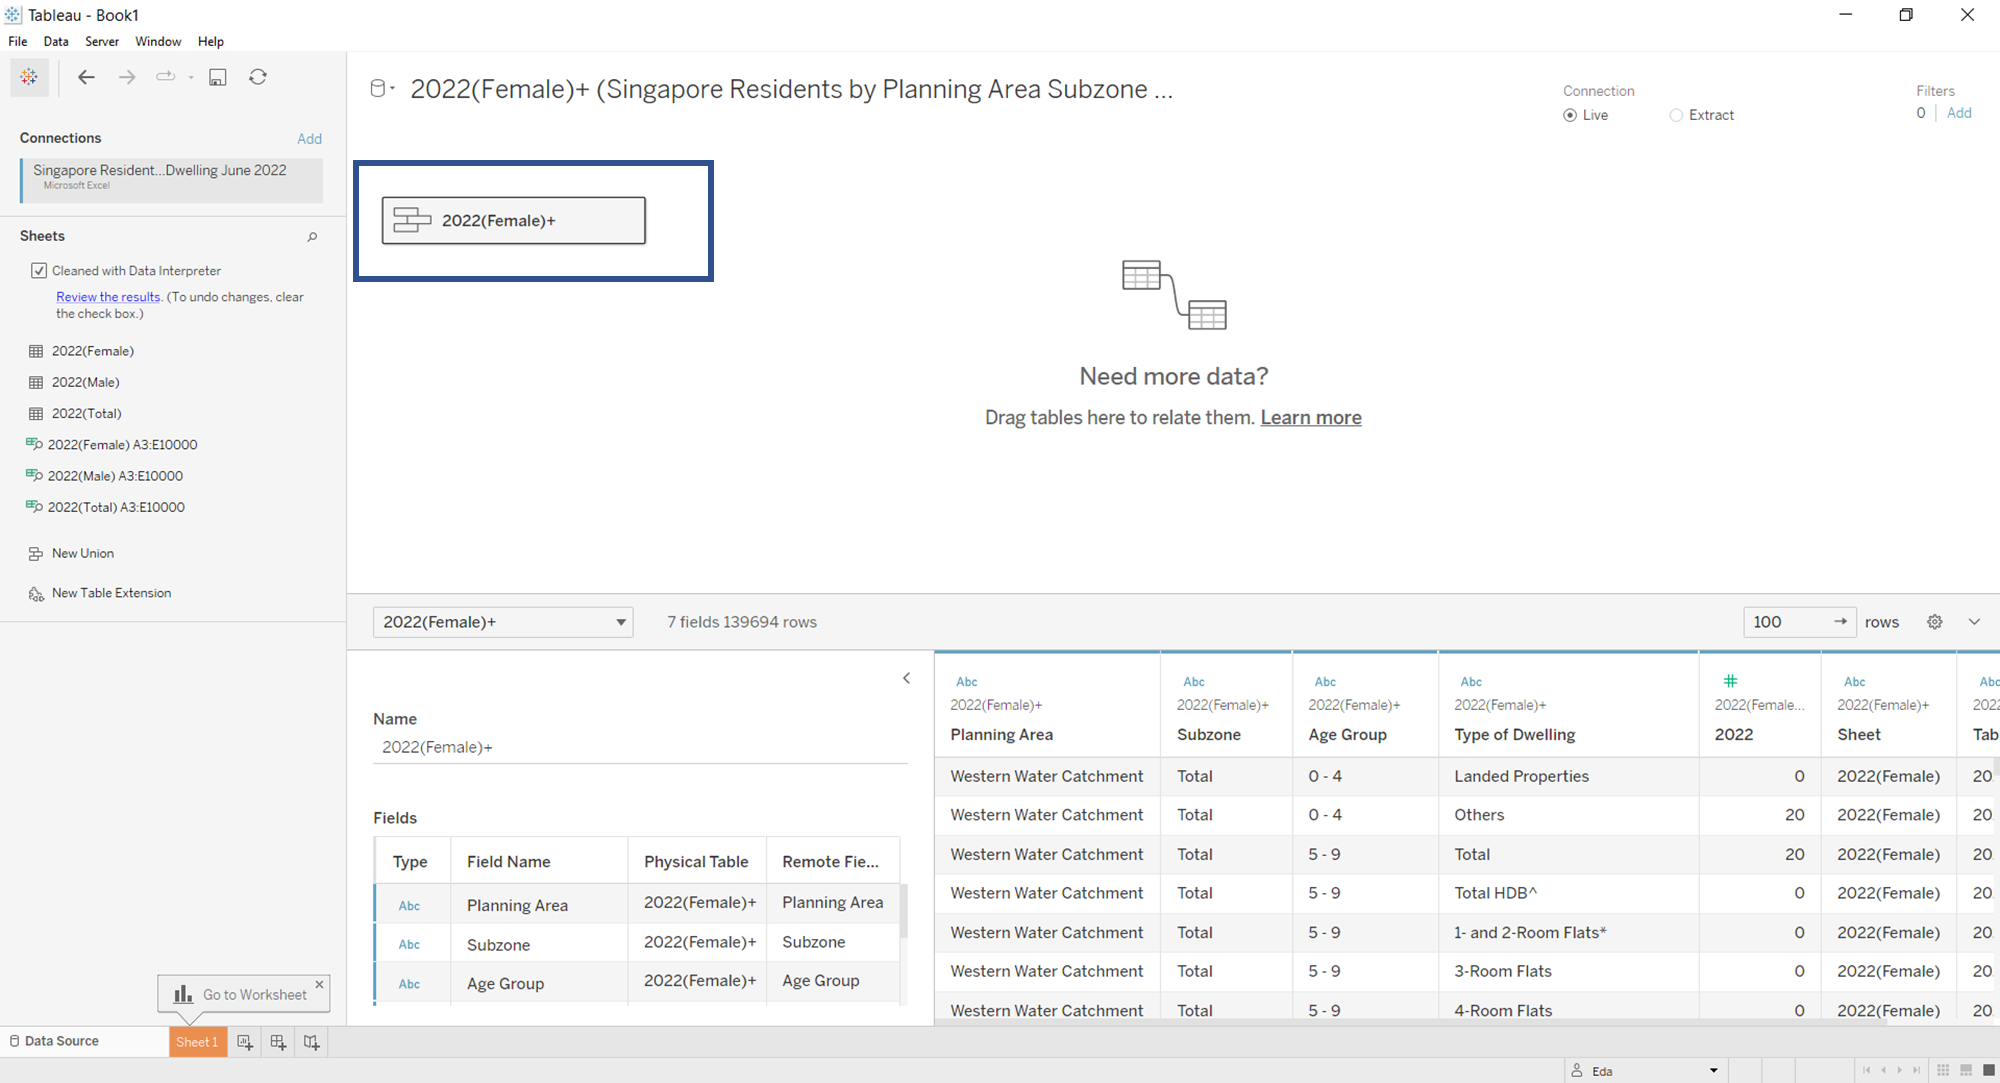 Tableau - Book1
File Data Server Window Help
2022(Female)+ (Singapore Residents by Planning Area Subzone ...
Connection
Live Extract
Filters
0 Add
Connections Add
Singapore Resident...Dwelling June 2022
Microsoft Excel
Sheets
Cleaned with Data Interpreter
Review the results. (To undo changes, clear
the check box.)
2022(Female)
2022(Male)
2022(Total)
2022(Female) A3:E10000
2022(Male) A3:E10000
2022(Total) A3:E10000
New Union
New Table Extension
2022(Female)+
Need more data?
Drag tables here to relate them. Learn more
2022(Female)+ 7 fields 139694 rows 100 rows
Name
2022(Female)+
Fields
Type Field Name Physical Table Remote Fie...
Abc Planning Area 2022(Female)+ Planning Area
Abc Subzone 2022(Female)+ Subzone
Abc Age Group 2022(Female)+ Age Group
Abc Abc Abc Abc # Abc Abc
2022(Female)+ 2022(Female)+ 2022(Female)+ 2022(Female)+ 2022(Female... 2022(Female)+ 2022
Planning Area Subzone Age Group Type of Dwelling 2022 Sheet Tab
Western Water Catchment Total 0 - 4 Landed Properties 0 2022(Female) 20
Western Water Catchment Total 0 - 4 Others 20 2022(Female) 20
Western Water Catchment Total 5 - 9 Total 20 2022(Female) 20
Western Water Catchment Total 5 - 9 Total HDB^ 0 2022(Female) 20
Western Water Catchment Total 5 - 9 1- and 2-Room Flats* 0 2022(Female) 20
Western Water Catchment Total 5 - 9 3-Room Flats 0 2022(Female) 20
Western Water Catchment Total 5 - 9 4-Room Flats 0 2022(Female) 20
Go to Worksheet
Data Source Sheet 1
Eda